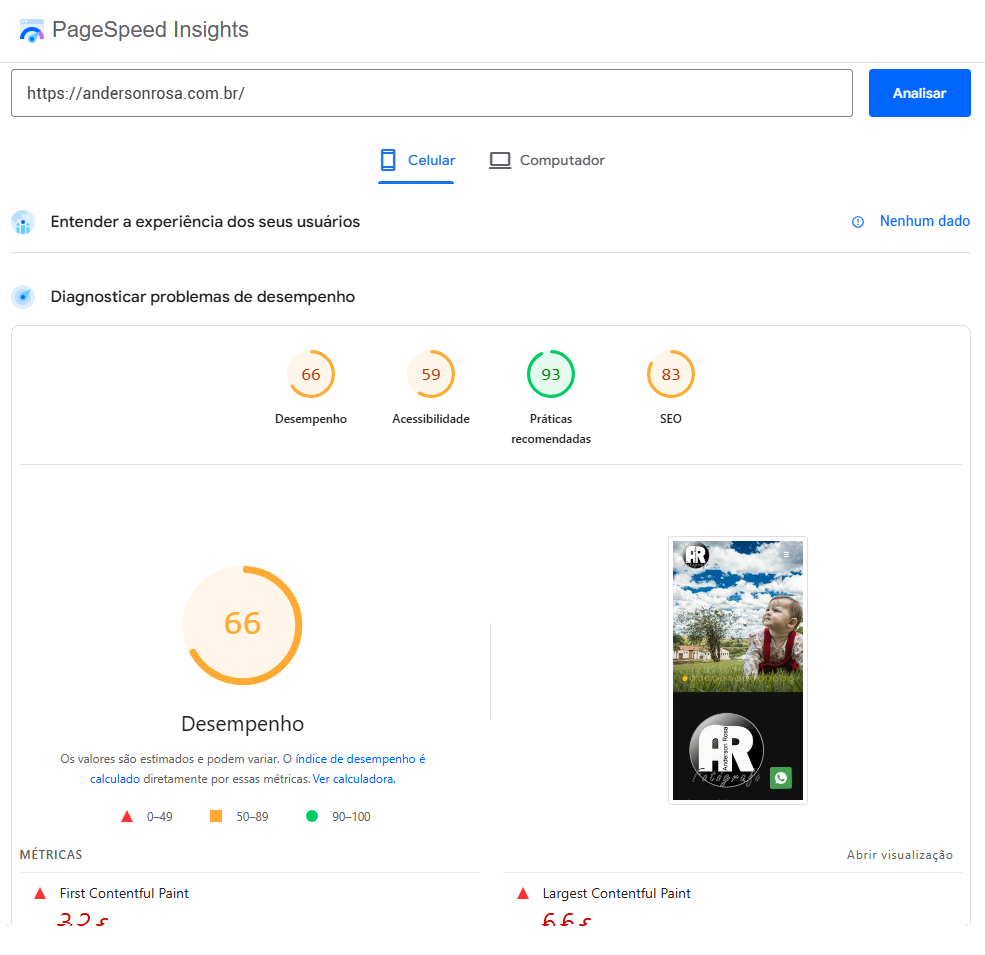 PageSpeed Insights
https://andersonrosa.com.br/
Analisar
Celular
Computador
Entender a experiência dos seus usuários
Nenhum dado
Diagnosticar problemas de desempenho
66
59
93
83
Desempenho
Acessibilidade
Práticas
recomendadas
SEO
66
Desempenho
Os valores são estimados e podem variar. O índice de desempenho é
calculado diretamente por essas métricas. Ver calculadora.
0–49
50–89
90–100
AR
AR
Anderson Rosa
fotógrafo
MÉTRICAS
Abrir visualização
First Contentful Paint
3,2 s
Largest Contentful Paint
6,6 s